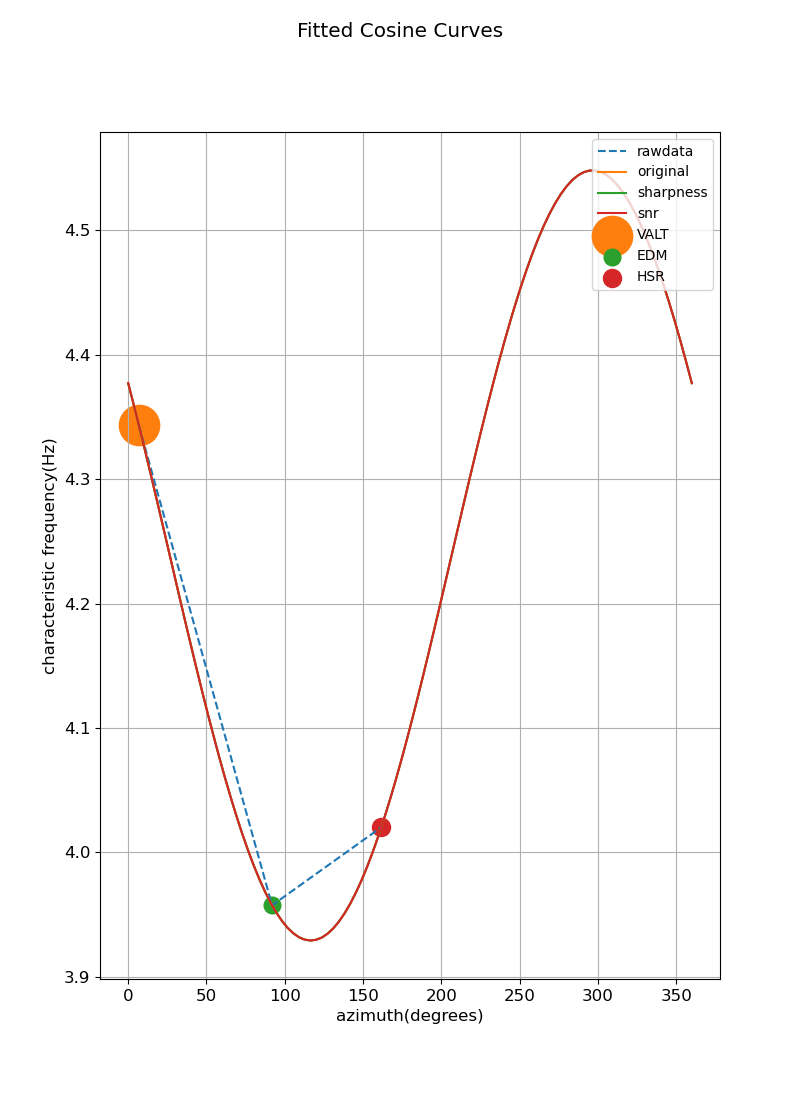 Fitted Cosine Curves
rawdata
original
sharpness
snr
VALT
EDM
HSR
4.5
4.4
4.3
4.2
4.1
4.0
3.9
characteristic frequency(Hz)
0 50 100 150 200 250 300 350
azimuth(degrees)